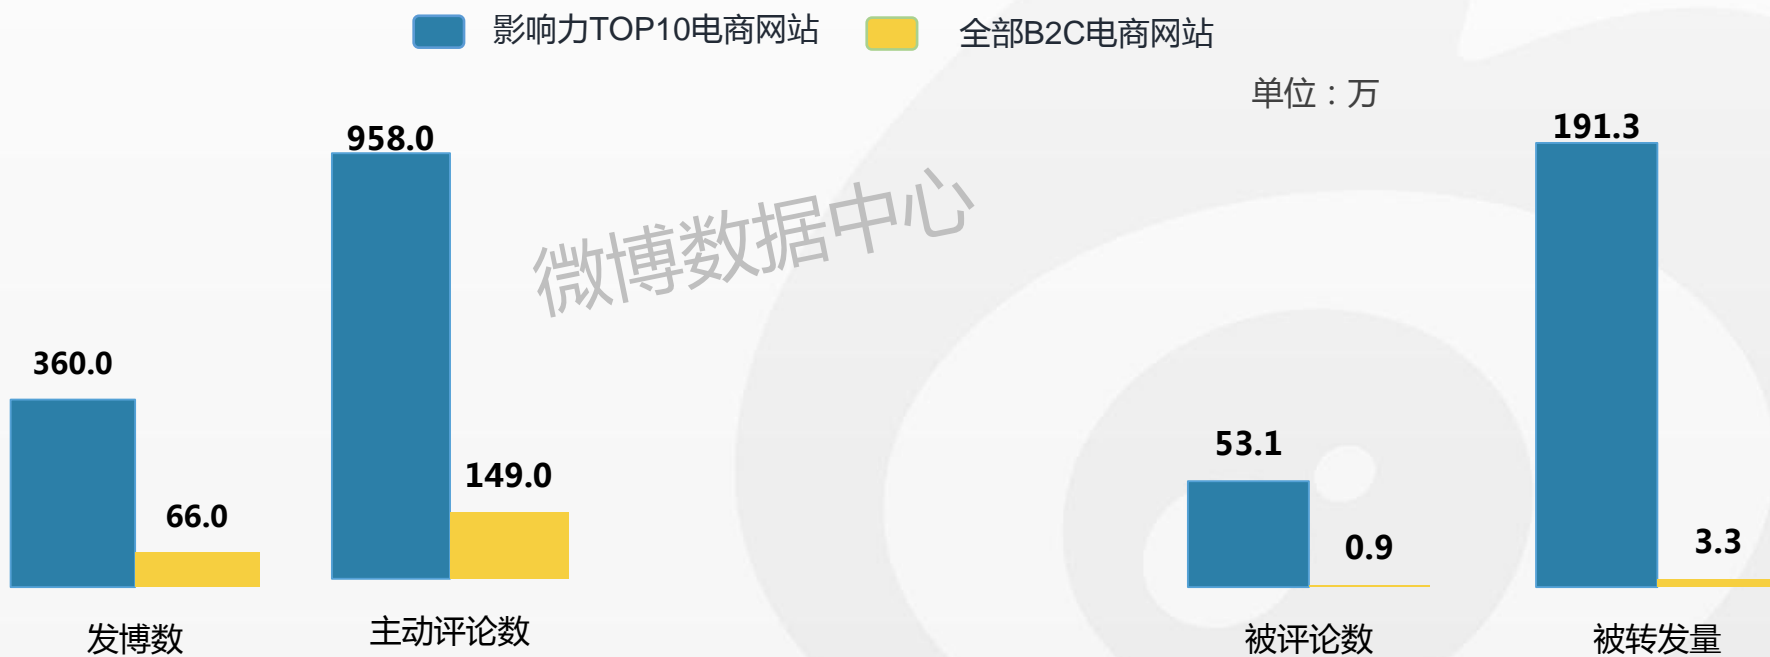 影响力TOP10电商网站
全部B2C电商网站
单位：万
958.0
191.3
微博数据中心
360.0
53.1
149.0
66.0
0.9
3.3
发博数
主动评论数
被评论数
被转发量